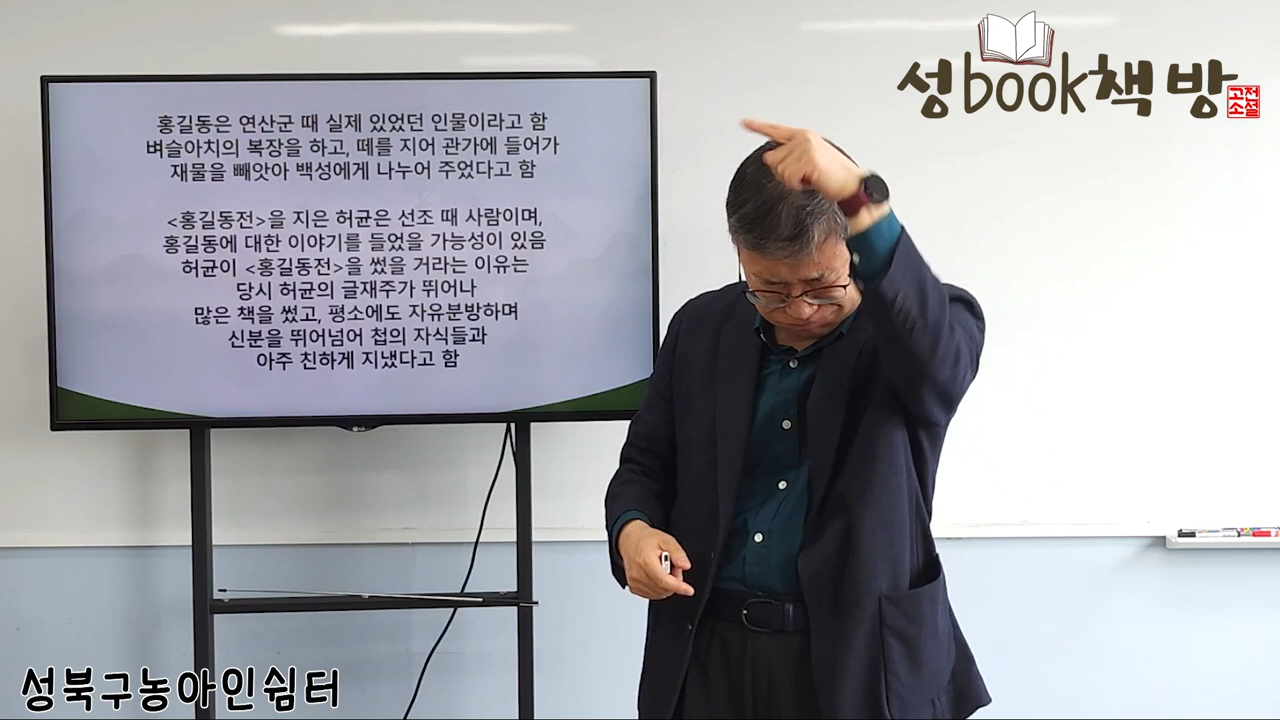 홍길동은 연산군 때 실제 있었던 인물이라고 함
벼슬아치의 복장을 하고, 떼를 지어 관가에 들어가
재물을 빼앗아 백성에게 나누어 주었다고 함
<홍길동전>을 지은 허균은 선조 때 사람이며,
홍길동에 대한 이야기를 들었을 가능성이 있음
허균이 <홍길동전>을 썼을 거라는 이유는
당시 허균의 글재주가 뛰어나
많은 책을 썼고, 평소에도 자유분방하며
신분을 뛰어넘어 첩의 자식들과
아주 친하게 지냈다고 함
성book책방
고전
소설
LG
성북구농아인쉼터